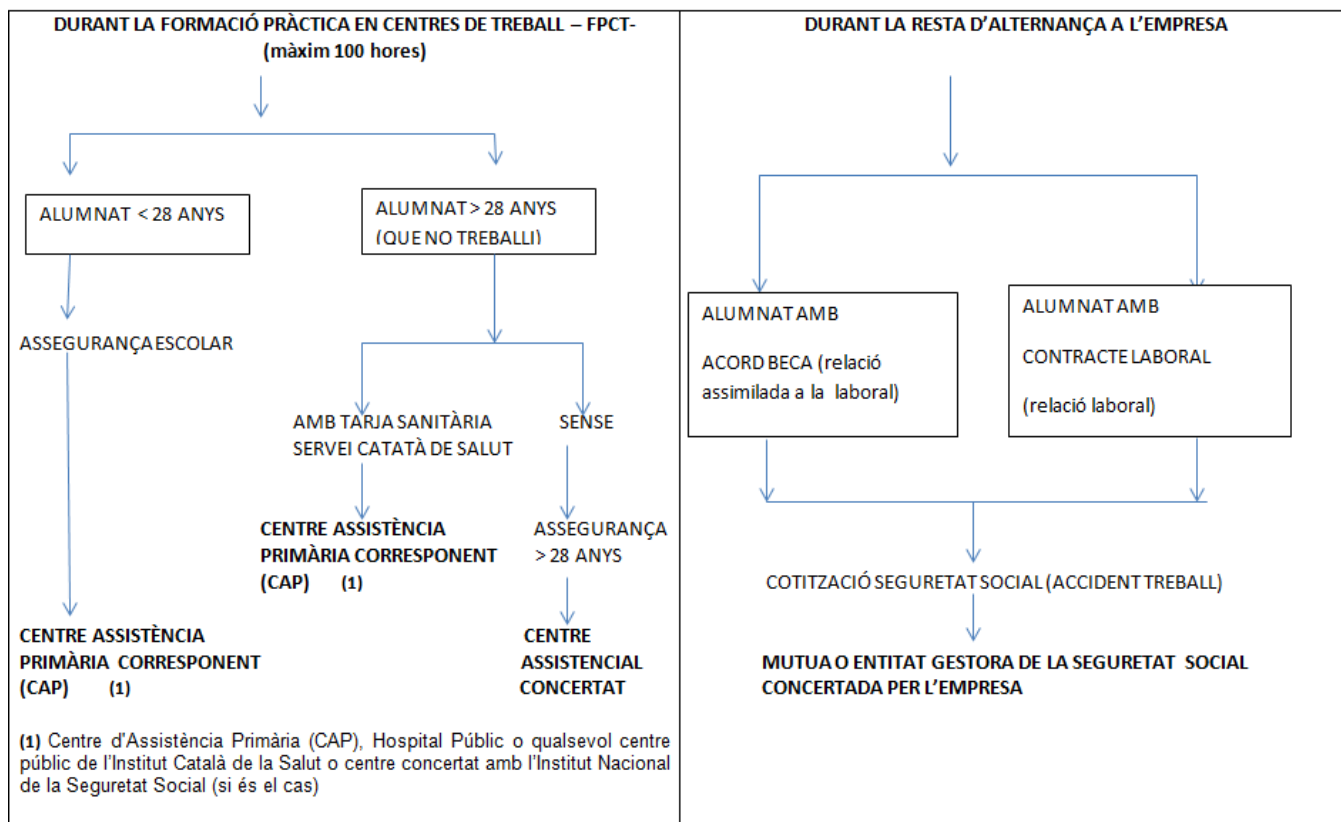 DURANT LA FORMACIÓ PRÀCTICA EN CENTRES DE TREBALL – FPCT-
(màxim 100 hores)
ALUMNAT < 28 ANYS
ALUMNAT > 28 ANYS
(QUE NO TREBALLI)
ASSEGURANÇA ESCOLAR
AMB TARJA SANITÀRIA
SERVEI CATATÀ DE SALUT
SENSE
CENTRE ASSISTÈNCIA
PRIMÀRIA CORRESPONENT
(CAP) (1)
ASSEGURANÇA
> 28 ANYS
CENTRE ASSISTÈNCIA
PRIMÀRIA CORRESPONENT
(CAP) (1)
CENTRE
ASSISTENCIAL
CONCERTAT
(1) Centre d'Assistència Primària (CAP), Hospital Públic o qualsevol centre
públic de l'Institut Català de la Salut o centre concertat amb l'Institut Nacional
de la Seguretat Social (si és el cas)
DURANT LA RESTA D'ALTERNANÇA A L'EMPRESA
ALUMNAT AMB
ACORD BECA (relació
assimilada a la laboral)
ALUMNAT AMB
CONTRACTE LABORAL
(relació laboral)
COTITZACIÓ SEGURETAT SOCIAL (ACCIDENT TREBALL)
MUTUA O ENTITAT GESTORA DE LA SEGURETAT SOCIAL
CONCERTADA PER L'EMPRESA